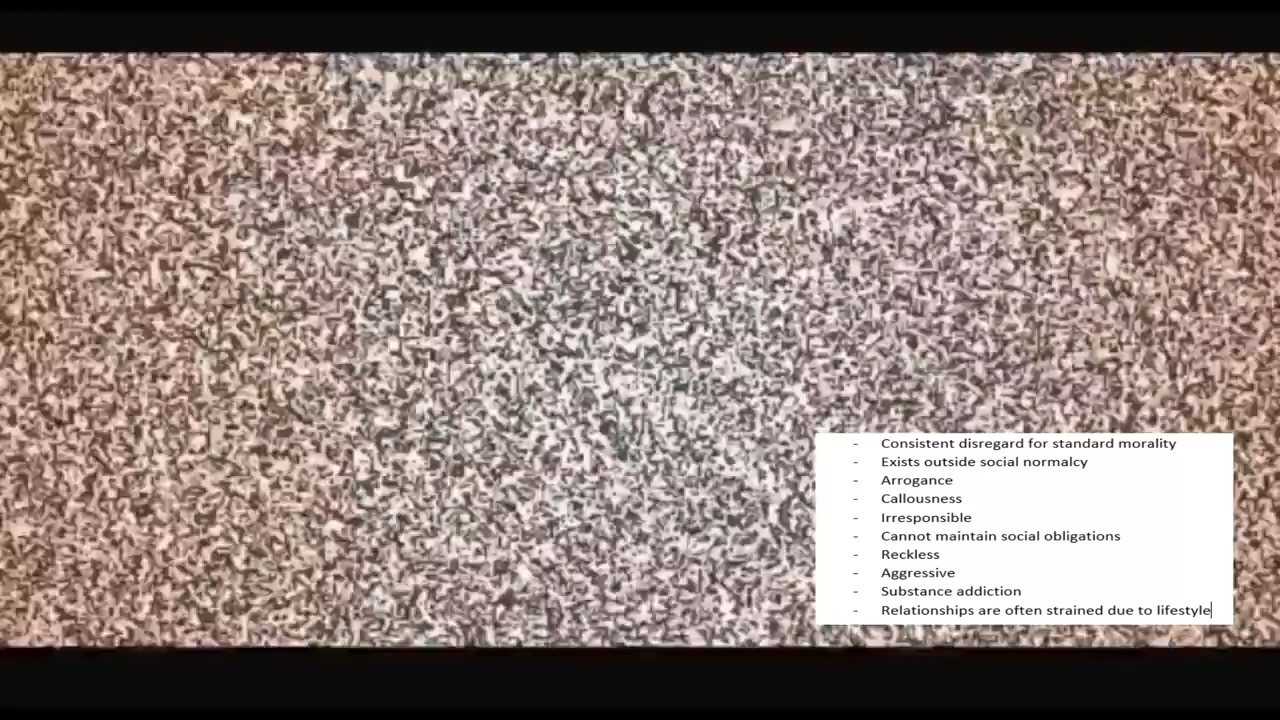 - Consistent disregard for standard morality
- Exists outside social normalcy
- Arrogance
- Callousness
- Irresponsible
- Cannot maintain social obligations
- Reckless
- Aggressive
- Substance addiction
- Relationships are often strained due to lifestyle